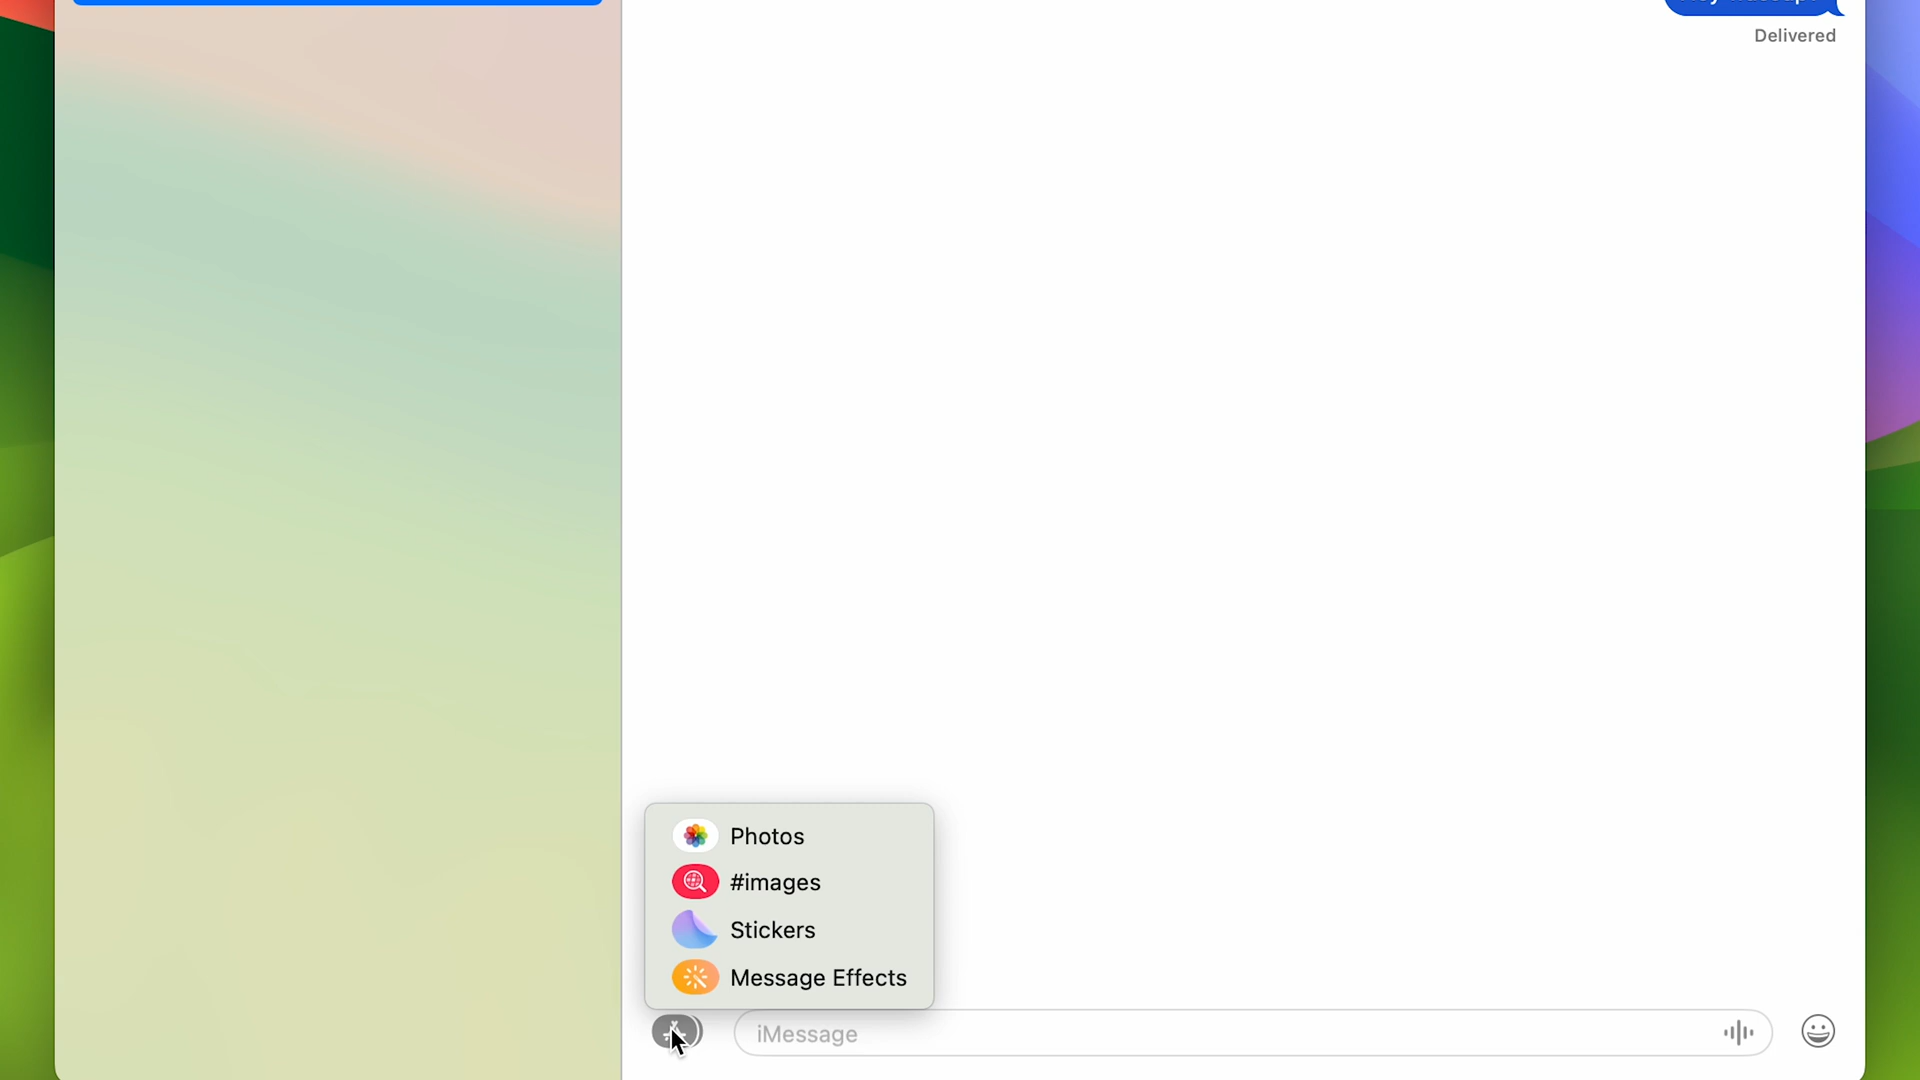 Delivered
Photos
#images
Stickers
Message Effects
iMessage